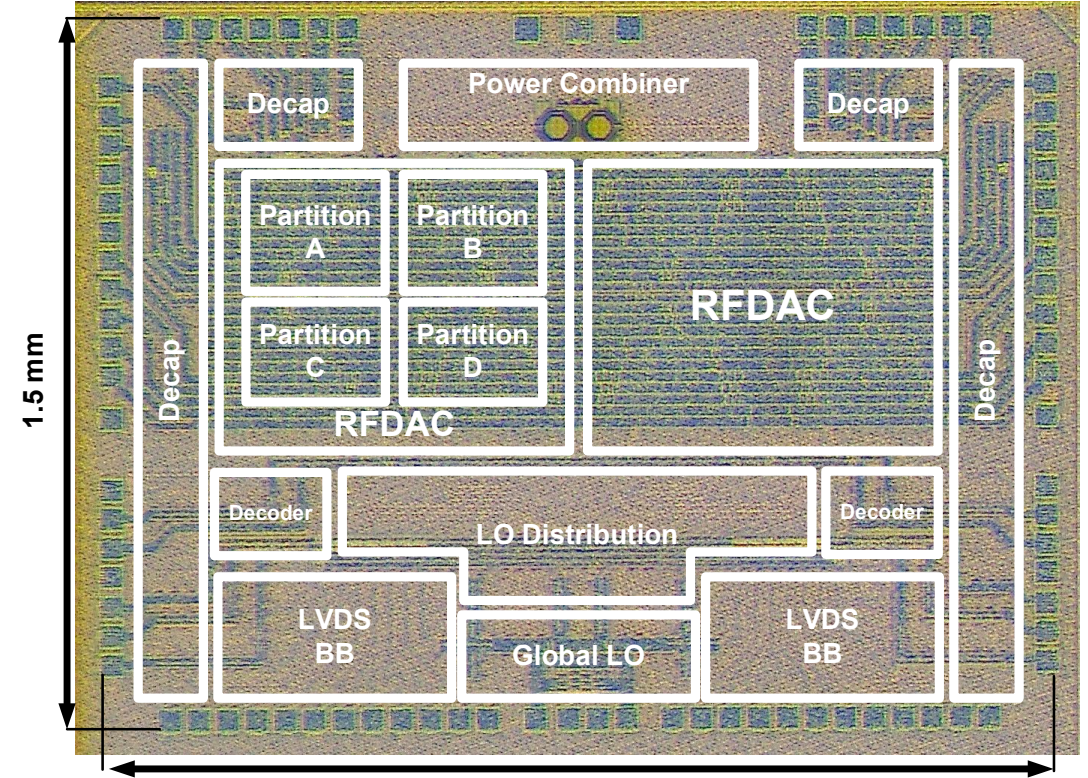 Power Combiner
Decap
Decap
Partition
A
Partition
B
RFDAC
Partition
C
Partition
D
RFDAC
Decap
Decap
1.5 mm
Decoder
Decoder
LO Distribution
LVDS
BB
LVDS
BB
Global LO